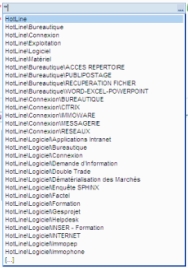 HotLine
HotLine\Bureautique
HotLine\Connexion
HotLine\Exploitation
HotLine\Logiciel
HotLine\Matériel
HotLine\Bureautique\ACCES REPERTOIRE
HotLine\Bureautique\PUBLIPOSTAGE
HotLine\Bureautique\RECUPERATION FICHIER
HotLine\Bureautique\WORD-EXCEL-POWERPOINT
HotLine\Connexion\BUREAUTIQUE
HotLine\Connexion\CITRIX
HotLine\Connexion\IMMOWARE
HotLine\Connexion\MESSAGERIE
HotLine\Connexion\RESEAUX
HotLine\Logiciel\Applications Intranet
HotLine\Logiciel\Bureautique
HotLine\Logiciel\Connexion
HotLine\Logiciel\Demande d'Information
HotLine\Logiciel\Double Trade
HotLine\Logiciel\Dématérialisation des Marchés
HotLine\Logiciel\Enquête SPHINX
HotLine\Logiciel\Factel
HotLine\Logiciel\Formation
HotLine\Logiciel\Gesprojet
HotLine\Logiciel\Helpdesk
HotLine\Logiciel\INSER - Formation
HotLine\Logiciel\INTERNET
HotLine\Logiciel\Immopep
HotLine\Logiciel\Immophone
[...]